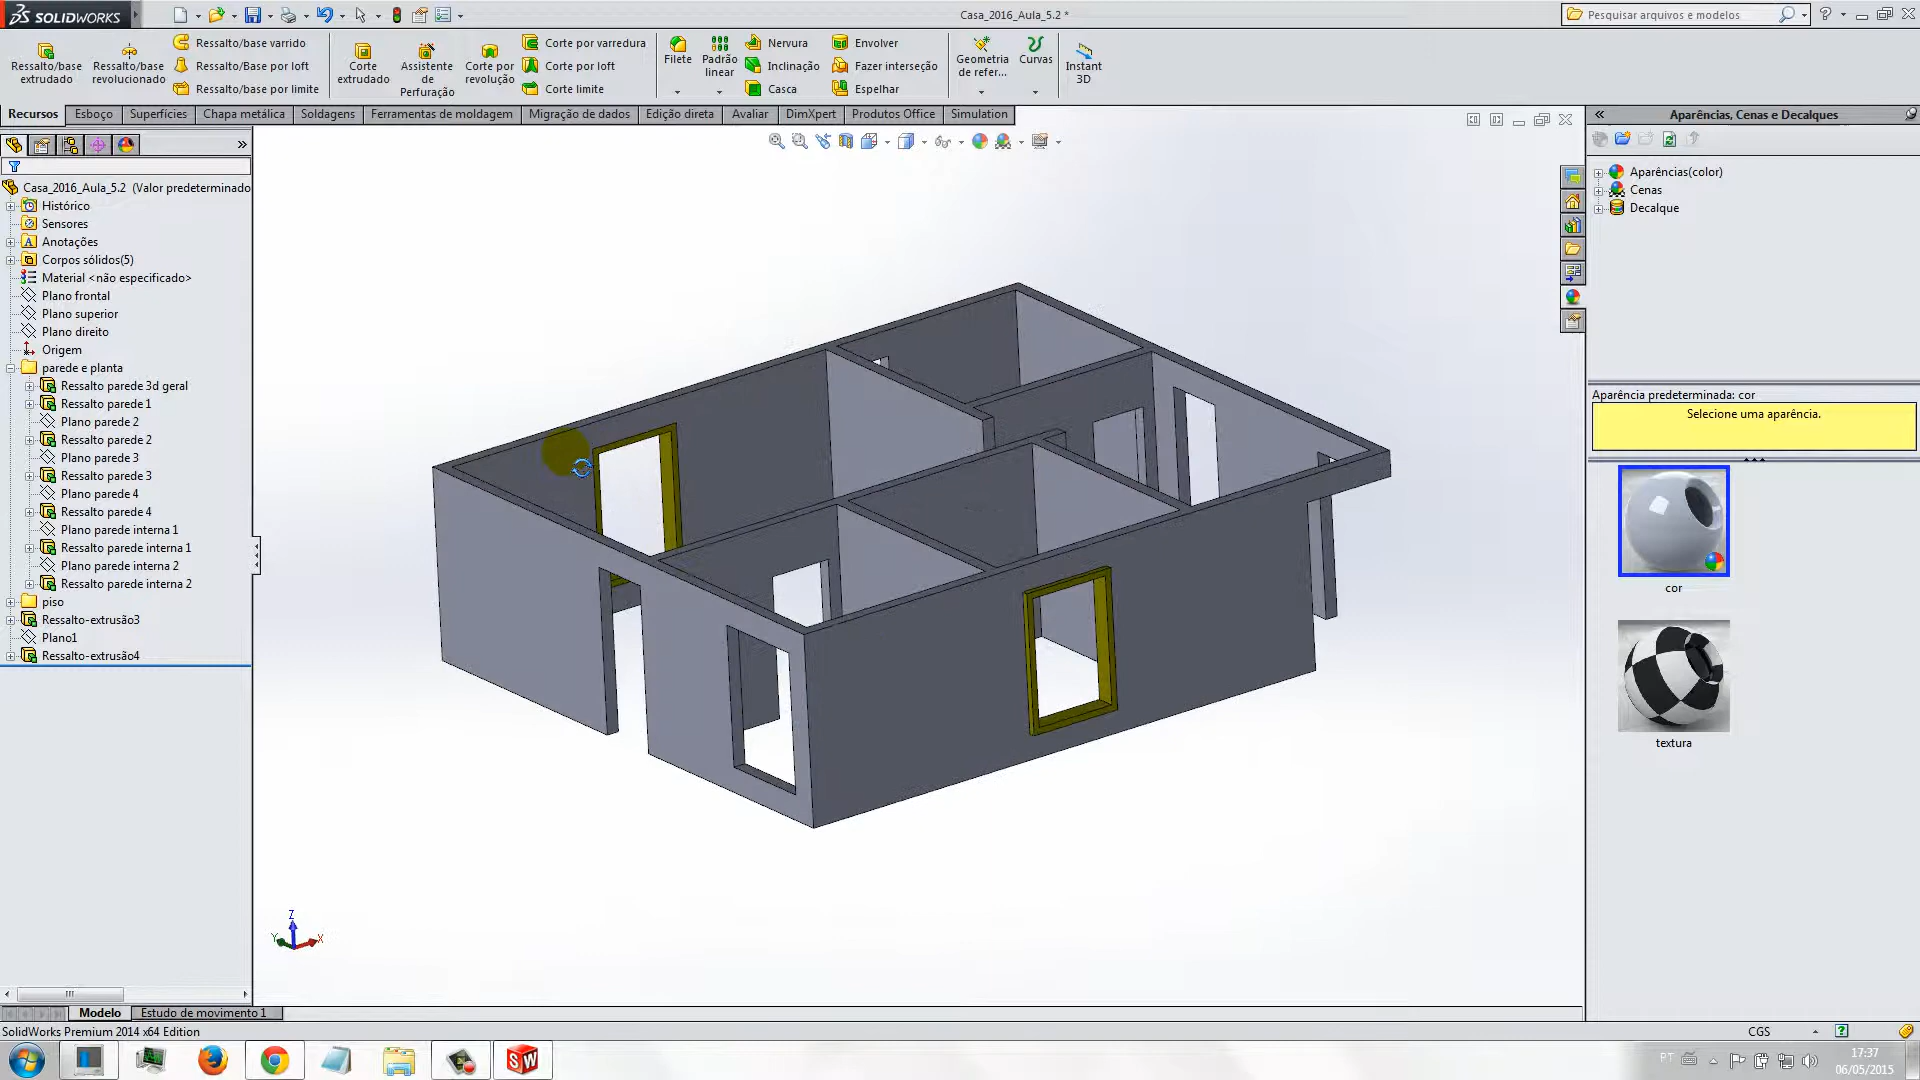 SOLIDWORKS
Casa_2016_Aula_5.2 *
Pesquisar arquivos e modelos
Ressalto/base extrudado
Ressalto/base revolucionado
Ressalto/base varrido
Ressalto/Base por loft
Ressalto/base por limite
Corte extrudado
Assistente de Perfuração
Corte por revolução
Corte por varredura
Corte por loft
Corte limite
Filete
Padrão linear
Nervura
Inclinação
Casca
Envolver
Fazer interseção
Espelhar
Geometria de refer...
Curvas
Instant 3D
Recursos
Esboço
Superfícies
Chapa metálica
Soldagens
Ferramentas de moldagem
Migração de dados
Edição direta
Avaliar
DimXpert
Produtos Office
Simulation
Casa_2016_Aula_5.2 (Valor predeterminado
Histórico
Sensores
Anotações
Corpos sólidos(5)
Material <não especificado>
Plano frontal
Plano superior
Plano direito
Origem
parede e planta
Ressalto parede 3d geral
Ressalto parede 1
Plano parede 2
Ressalto parede 2
Plano parede 3
Ressalto parede 3
Plano parede 4
Ressalto parede 4
Plano parede interna 1
Ressalto parede interna 1
Plano parede interna 2
Ressalto parede interna 2
piso
Ressalto-extrusão3
Plano1
Ressalto-extrusão4
Z
Y
X
Aparências, Cenas e Decalques
Aparências(color)
Cenas
Decalque
Aparência predeterminada: cor
Selecione uma aparência.
cor
textura
Modelo
Estudo de movimento 1
SolidWorks Premium 2014 x64 Edition
CGS
PT
17:37
06/05/2015